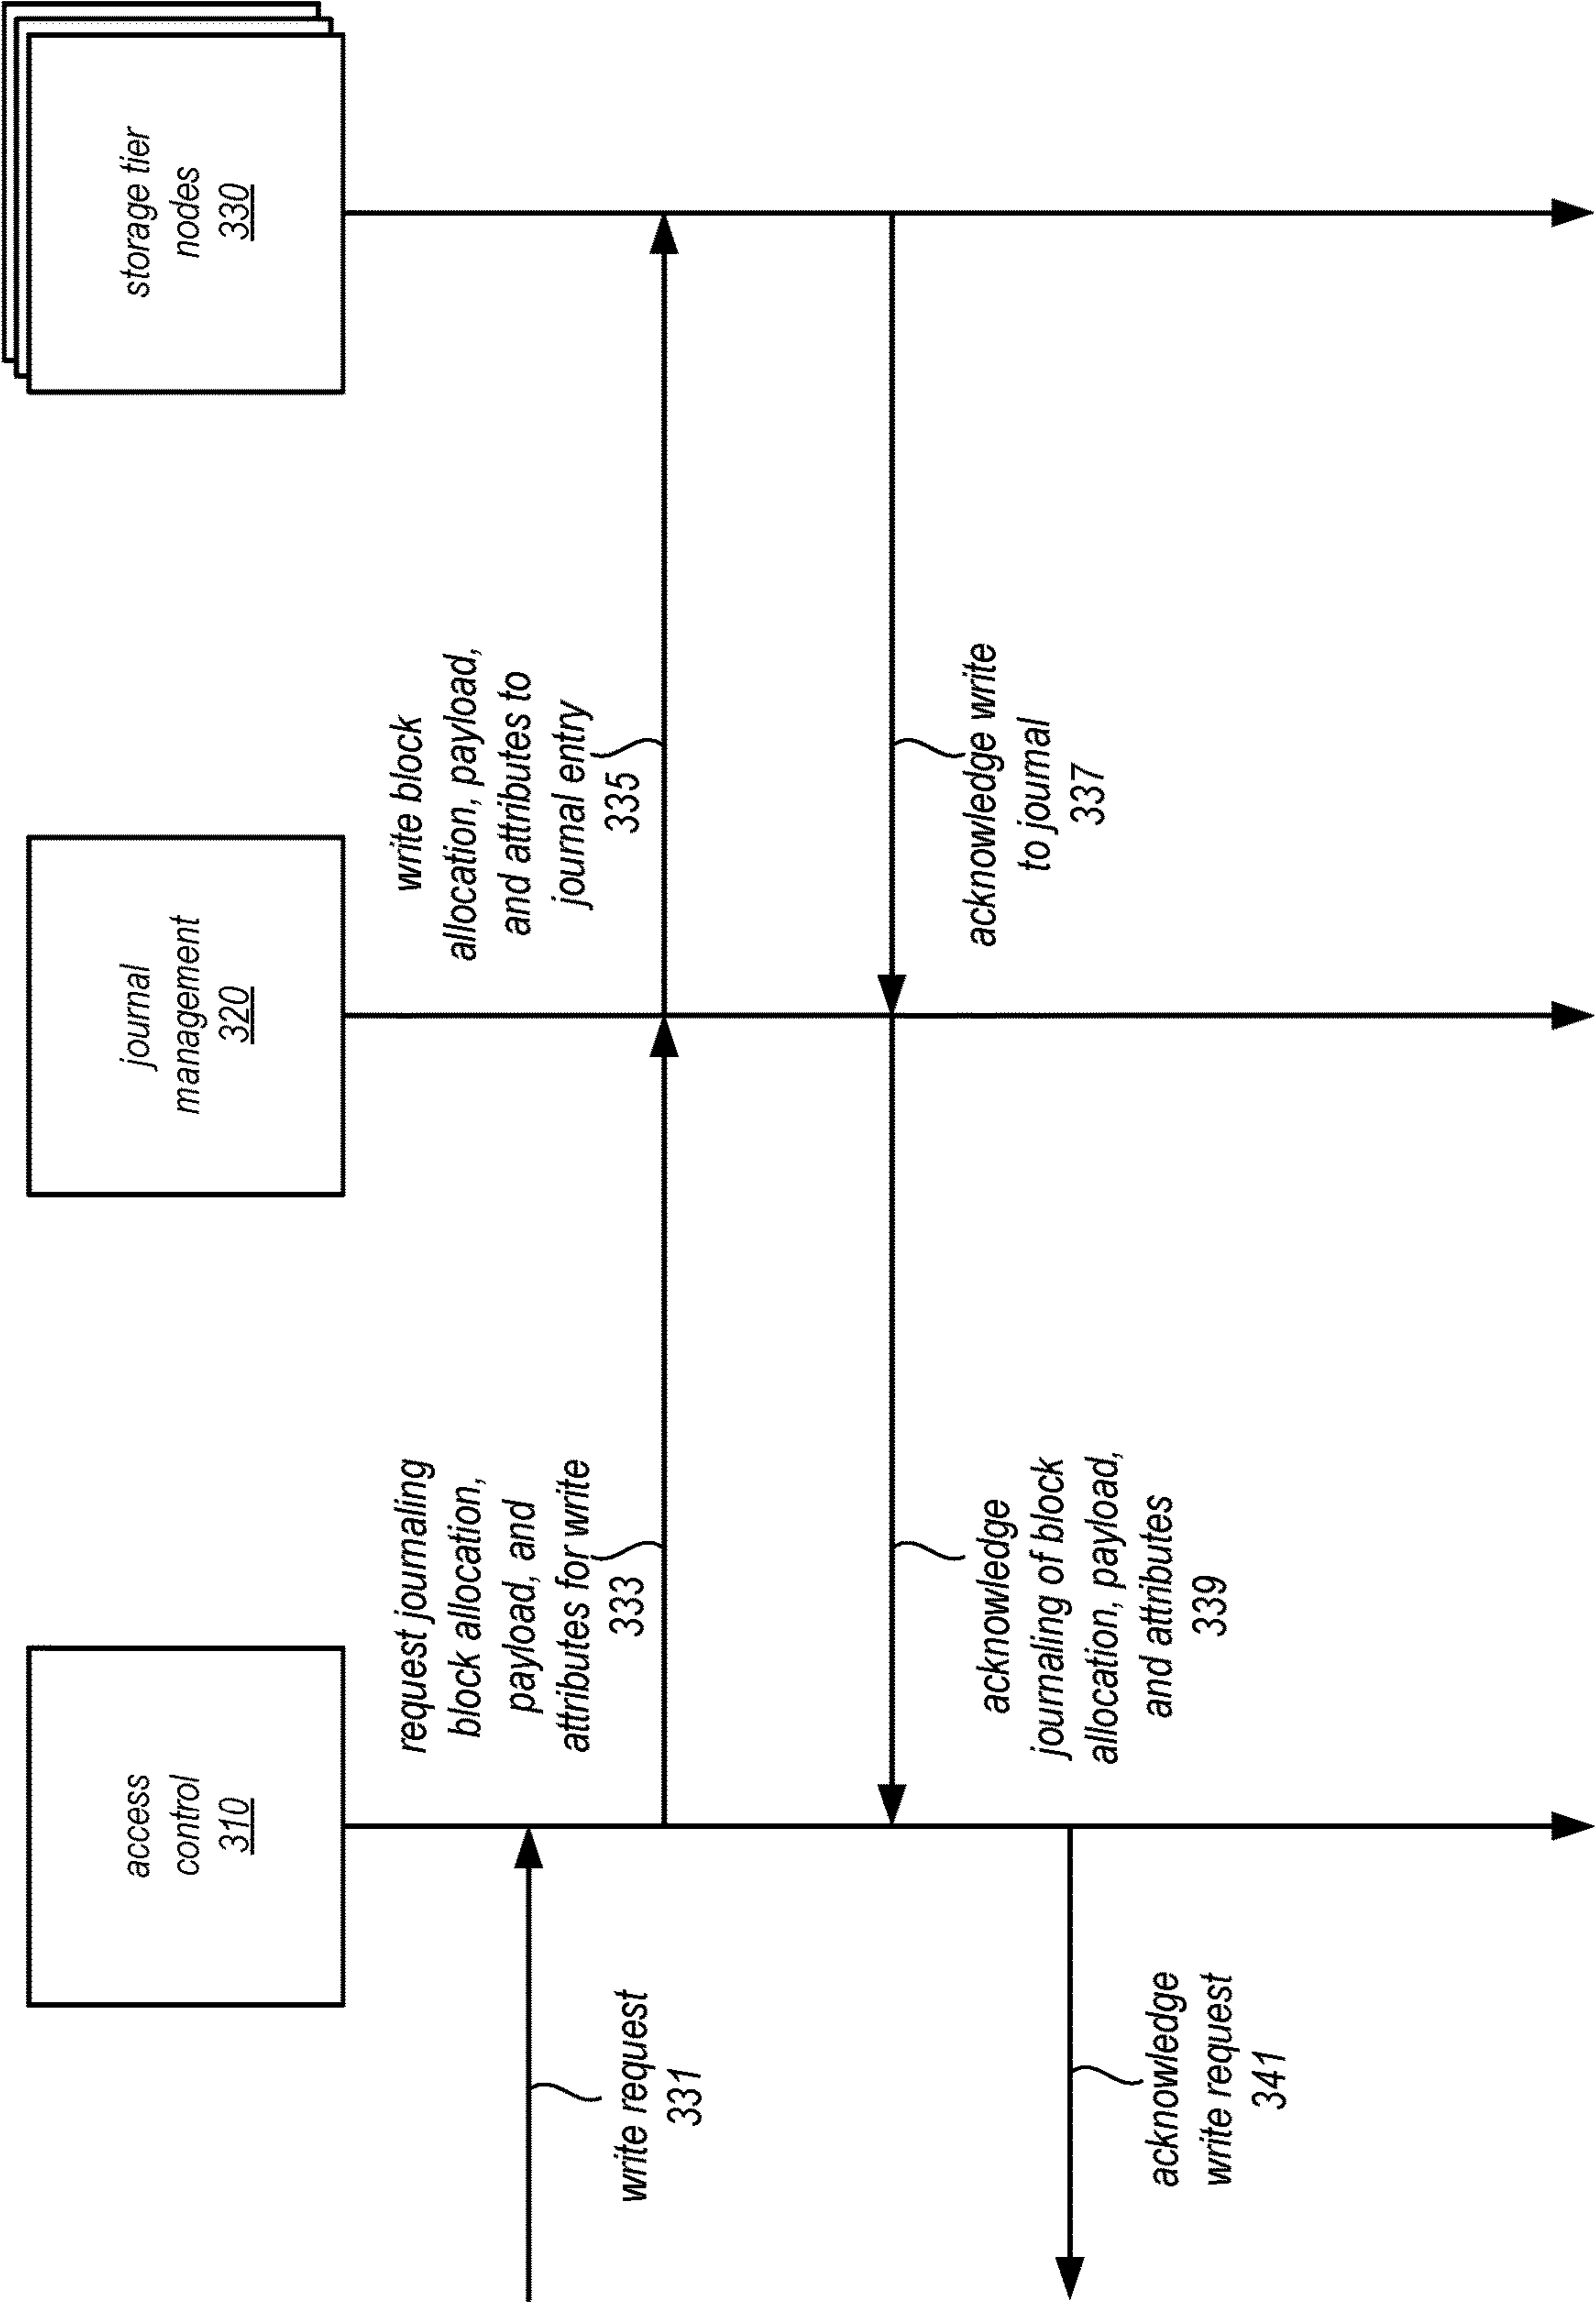 access
control
310
journal
management
320
storage tier
nodes
330
write request
331
request journaling
block allocation,
payload, and
attributes for write
333
write block
allocation, payload,
and attributes to
journal entry
335
acknowledge write
to journal
337
acknowledge
journaling of block
allocation, payload,
and attributes
339
acknowledge
write request
341